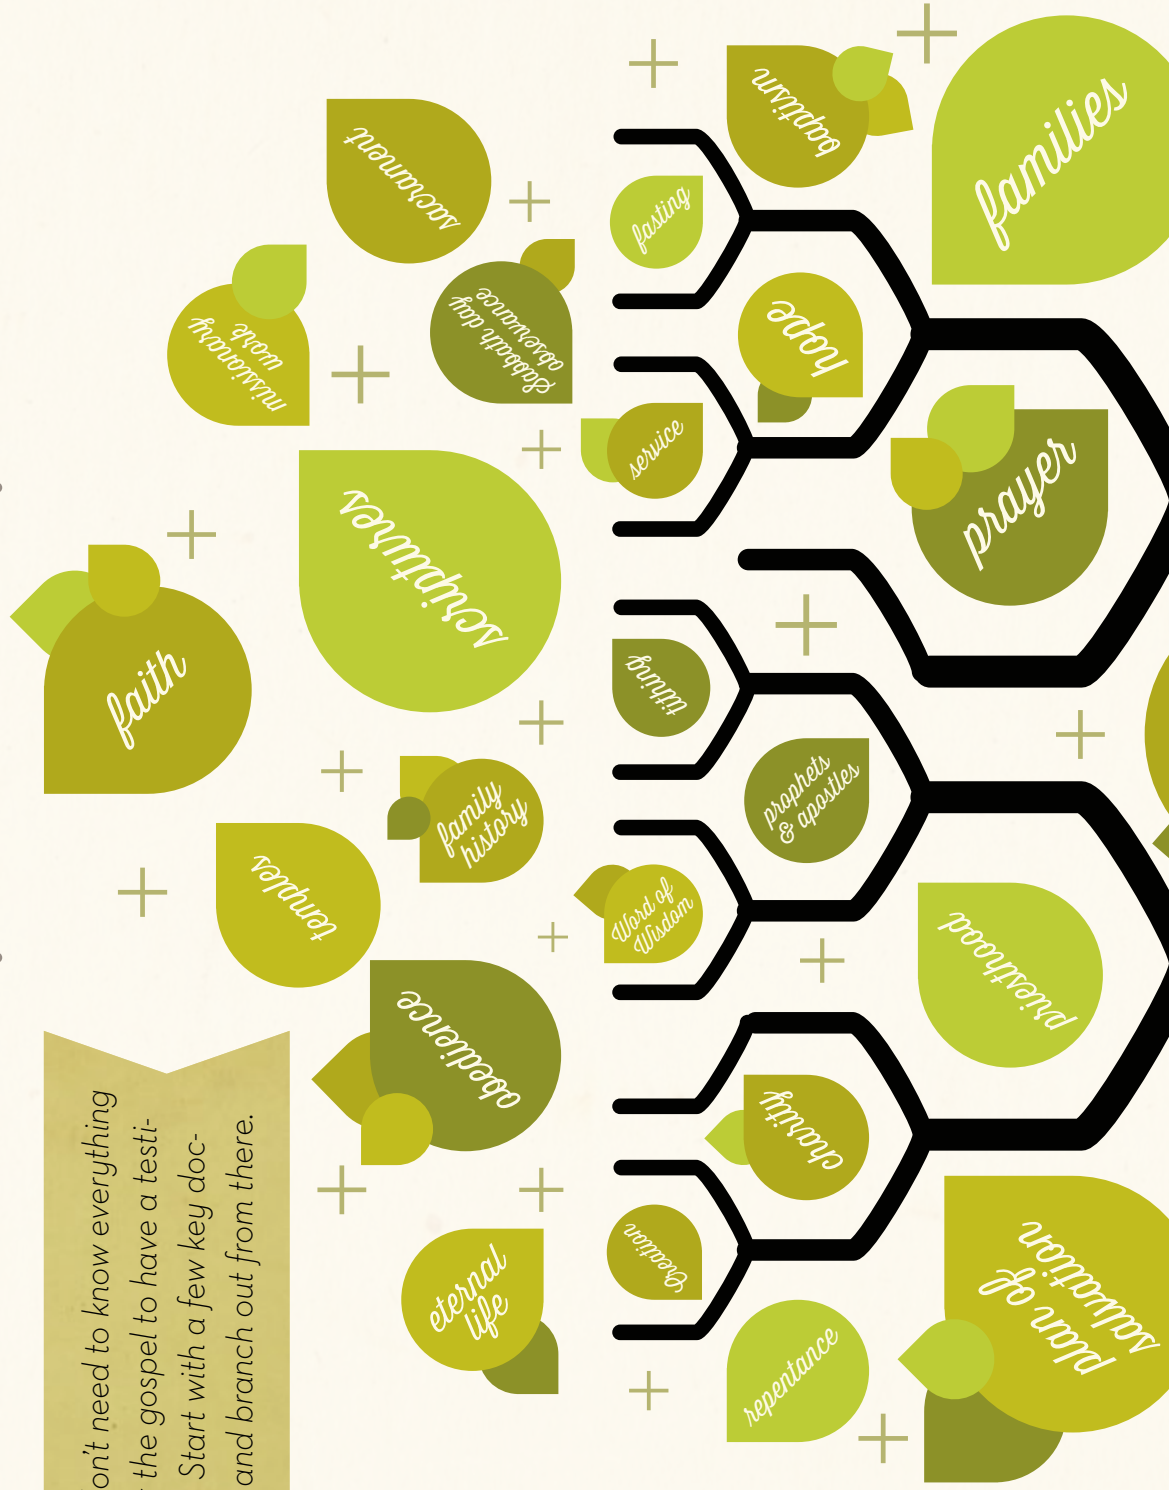 families
baptism
sacrament
fasting
Sabbath day
observance
missionary
work
hope
service
prayer
scriptures
faith
tithing
family
history
prophets
& apostles
temples
Word of
Wisdom
priesthood
obedience
charity
Creation
eternal
life
repentance
plan of
salvation
on't need to know everything
the gospel to have a testi-
Start with a few key doc-
and branch out from there.